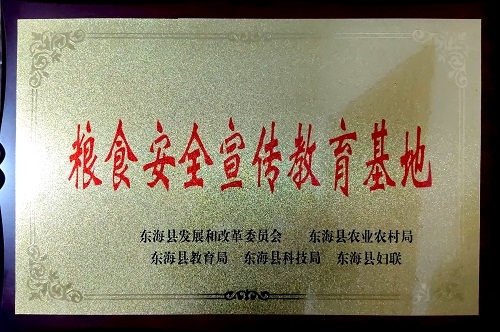 粮食安全宣传教育基地
东海县发展和改革委员会 东海县农业农村局
东海县教育局 东海县科技局 东海县妇联